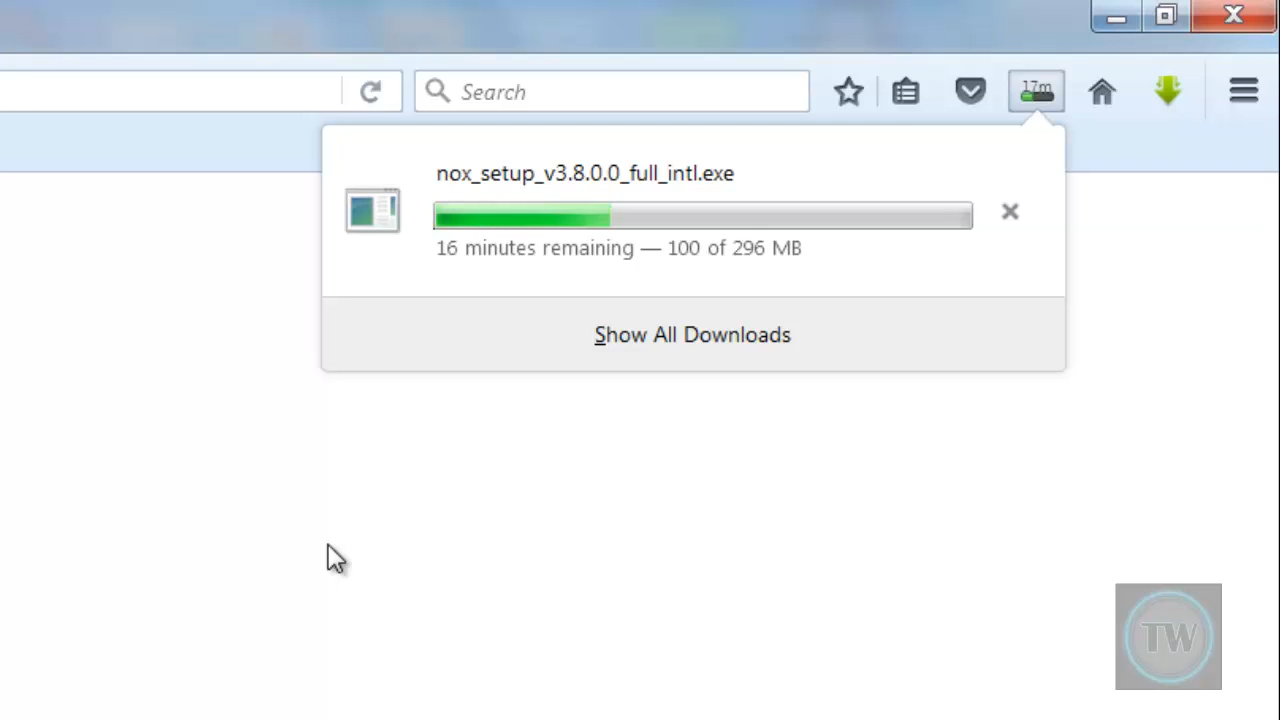 Search
17m
nox_setup_v3.8.0.0_full_intl.exe
16 minutes remaining — 100 of 296 MB
Show All Downloads
TW